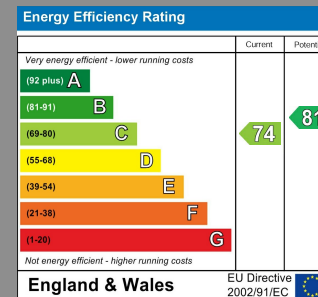 Energy Efficiency Rating
Current
Very energy efficient - lower running costs
(92 plus) A
(81-91) B
(69-80) C
(55-68) D
(39-54) E
(21-38) F
(1-20) G
74
81
Not energy efficient - higher running costs
England & Wales
EU Directive
2002/91/EC